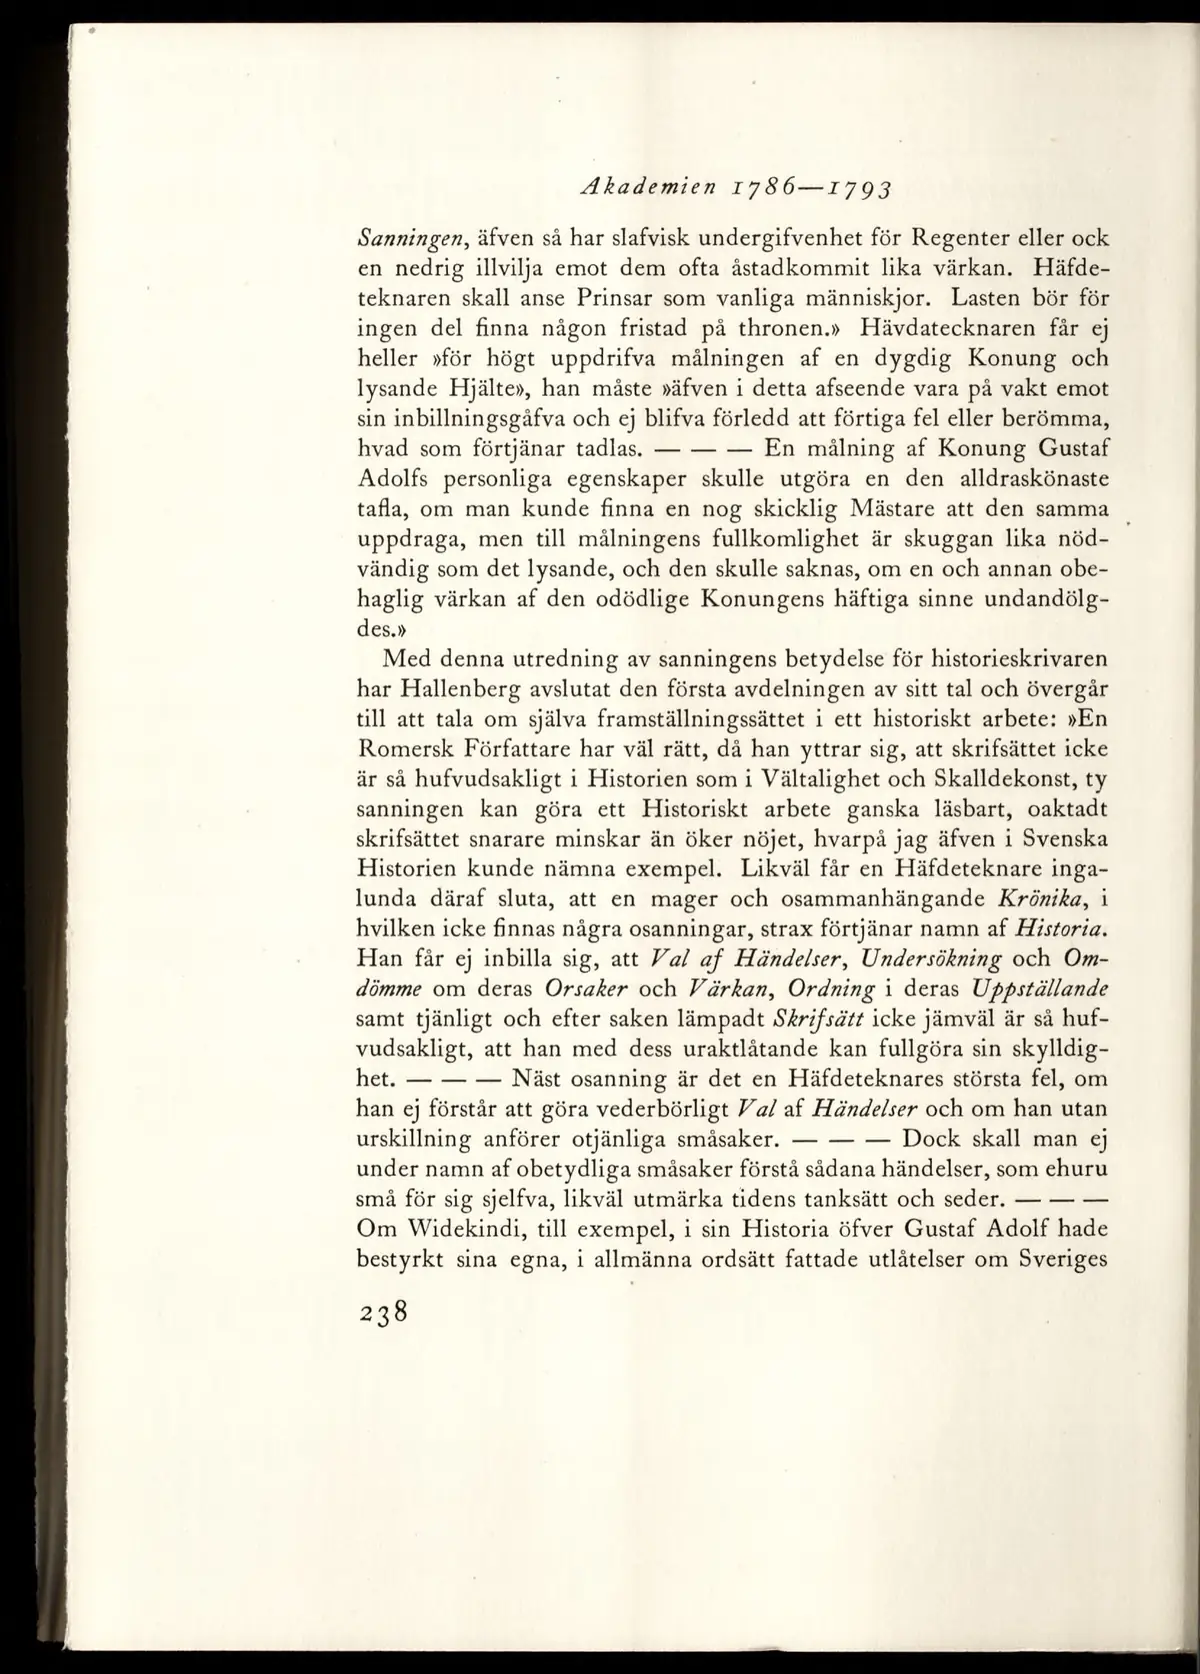 Akademien 1786—1793
Sanningen, äfven så har slafvisk undergifvenhet för Regenter eller ock
en nedrig illvilja emot dem ofta åstadkommit lika värkan. Häfde-
teknaren skall anse Prinsar som vanliga människjor. Lasten bör för
ingen del finna någon fristad på thronen.» Hävdatecknaren får ej
heller »för högt uppdrifva målningen af en dygdig Konung och
lysande Hjälte», han måste »äfven i detta afseende vara på vakt emot
sin inbillningsgåfva och ej blifva förledd att förtiga fel eller berömma,
hvad som förtjänar tadlas. — — — En målning af Konung Gustaf
Adolfs personliga egenskaper skulle utgöra en den alldraskönaste
tafla, om man kunde finna en nog skicklig Mästare att den samma
uppdraga, men till målningens fullkomlighet är skuggan lika nöd-
vändig som det lysande, och den skulle saknas, om en och annan obe-
haglig värkan af den odödlige Konungens häftiga sinne undandölg-
des.»
Med denna utredning av sanningens betydelse för historieskrivaren
har Hallenberg avslutat den första avdelningen av sitt tal och övergår
till att tala om själva framställningssättet i ett historiskt arbete: »En
Romersk Författare har väl rätt, då han yttrar sig, att skrifsättet icke
är så hufvudsakligt i Historien som i Vältalighet och Skalldekonst, ty
sanningen kan göra ett Historiskt arbete ganska läsbart, oaktadt
skrifsättet snarare minskar än öker nöjet, hvarpå jag äfven i Svenska
Historien kunde nämna exempel. Likväl får en Häfdeteknare inga-
lunda däraf sluta, att en mager och osammanhängande Krönika, i
hvilken icke finnas några osanningar, strax förtjänar namn af Historia.
Han får ej inbilla sig, att Val af Händelser, Undersökning och Om-
dömme om deras Orsaker och Värkan, Ordning i deras Uppställande
samt tjänligt och efter saken lämpadt Skrifsätt icke jämväl är så huf-
vudsakligt, att han med dess uraktlåtande kan fullgöra sin skylldig-
het. — — — Näst osanning är det en Häfdeteknares största fel, om
han ej förstår att göra vederbörligt Val af Händelser och om han utan
urskillning anförer otjänliga småsaker. — — — Dock skall man ej
under namn af obetydliga småsaker förstå sådana händelser, som ehuru
små för sig sjelfva, likväl utmärka tidens tanksätt och seder. — — —
Om Widekindi, till exempel, i sin Historia öfver Gustaf Adolf hade
bestyrkt sina egna, i allmänna ordsätt fattade utlåtelser om Sveriges
238